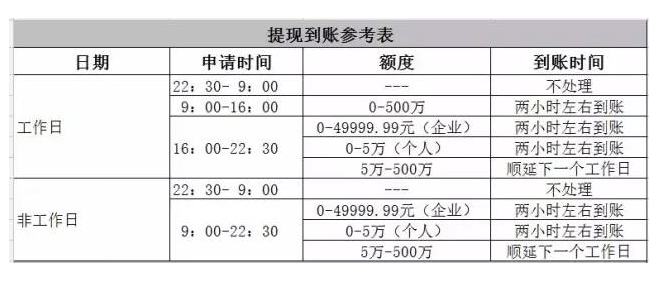 提现到账参考表
日期 申请时间 额度 到账时间
工作日 22：30-9：00 --- 不处理
9：00-16：00 0-500万 两小时左右到账
16：00-22：30 0-49999.99元（企业） 两小时左右到账
0-5万（个人） 两小时左右到账
5万-500万 顺延下一个工作日
非工作日 22：30-9：00 --- 不处理
9：00-22：30 0-49999.99元（企业） 两小时左右到账
0-5万（个人） 两小时左右到账
5万-500万 顺延下一个工作日